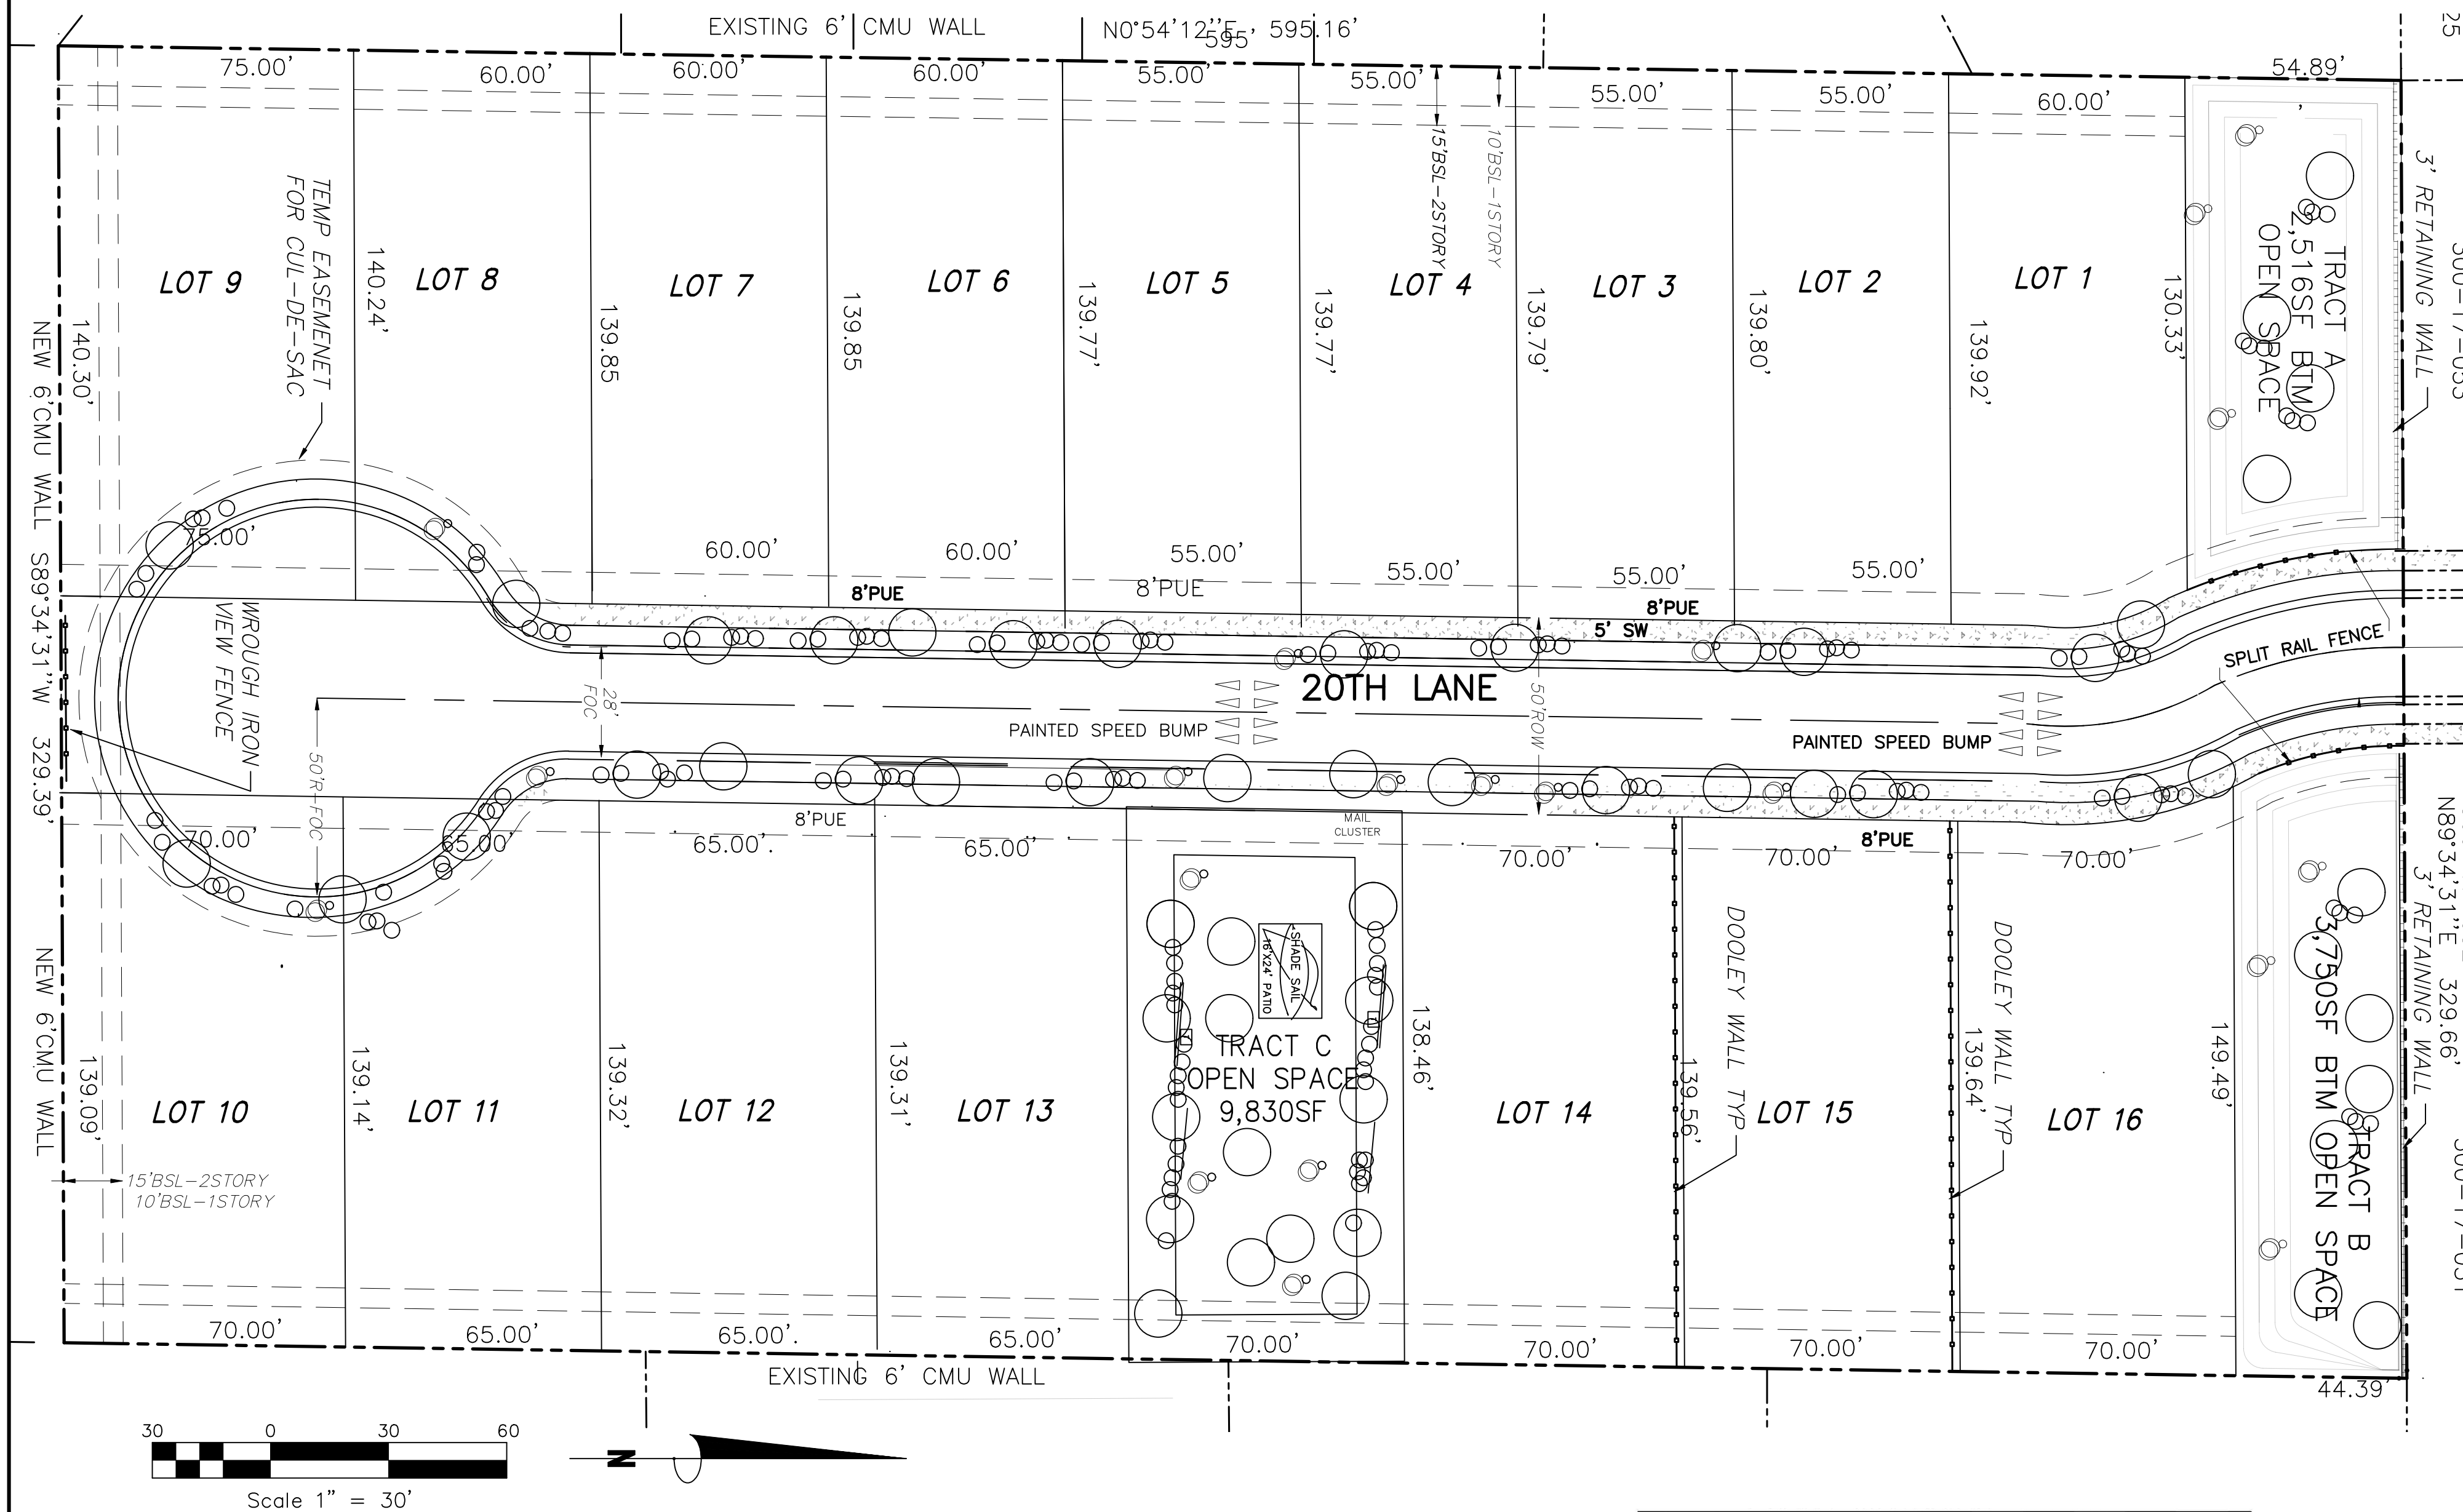 EXISTING 6' CMU WALL
N0°54'12"E, 595.16'
595'
75.00'
60.00'
60.00'
60.00'
55.00'
55.00'
55.00'
55.00'
60.00'
54.89'
25
15'BSL-2STORY
10'BSL-1STORY
TEMP EASEMENET
FOR CUL-DE-SAC
LOT 9
LOT 8
LOT 7
LOT 6
LOT 5
LOT 4
LOT 3
LOT 2
LOT 1
TRACT A
2,516SF BTM
OPEN SPACE
3' RETAINING WALL
140.30'
140.24'
139.85
139.85
139.77'
139.77'
139.79'
139.80'
139.92'
130.33'
NEW 6'CMU WALL S89°34'31"W 329.39'
75.00'
60.00'
60.00'
55.00'
55.00'
55.00'
55.00'
8'PUE
8'PUE
8'PUE
5' SW
WROUGH IRON
VIEW FENCE
28'
FOC
50'R-FOC
20TH LANE
50'ROW
PAINTED SPEED BUMP
PAINTED SPEED BUMP
SPLIT RAIL FENCE
8'PUE
8'PUE
MAIL
CLUSTER
70.00'
65.00'
65.00'.
65.00'
70.00'
70.00'
70.00'
SHADE SAIL
16'X24' PATIO
TRACT C
OPEN SPACE
9,830SF
DOOLEY WALL TYP
DOOLEY WALL TYP
N89°34'31"E 329.66'
3' RETAINING WALL
3,750SF BTM OPEN SPACE
TRACT B
NEW 6'CMU WALL
139.09'
139.14'
139.32'
139.31'
138.46'
139.56'
139.64'
149.49'
LOT 10
LOT 11
LOT 12
LOT 13
LOT 14
LOT 15
LOT 16
15'BSL-2STORY
10'BSL-1STORY
70.00'
65.00'
65.00'.
65.00'
70.00'
70.00'
70.00'
70.00'
44.39'
EXISTING 6' CMU WALL
30 0 30 60
Scale 1" = 30'
N